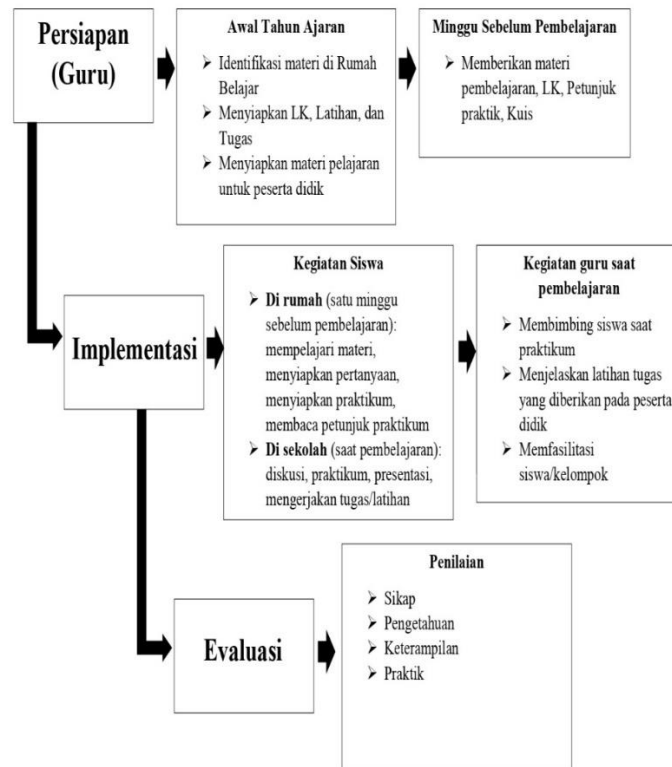 Persiapan
(Guru)
Awal Tahun Ajaran
➢ Identifikasi materi di Rumah
Belajar
➢ Menyiapkan LK, Latihan, dan
Tugas
➢ Menyiapkan materi pelajaran
untuk peserta didik
Minggu Sebelum Pembelajaran
➢ Memberikan materi
pembelajaran, LK, Petunjuk
praktik, Kuis
Implementasi
Kegiatan Siswa
➢ Di rumah (satu minggu
sebelum pembelajaran):
mempelajari materi,
menyiapkan pertanyaan,
menyiapkan praktikum,
membaca petunjuk praktikum
➢ Di sekolah (saat pembelajaran):
diskusi, praktikum, presentasi,
mengerjakan tugas/latihan
Kegiatan guru saat
pembelajaran
➢ Membimbing siswa saat
praktikum
➢ Menjelaskan latihan tugas
yang diberikan pada peserta
didik
➢ Memfasilitasi
siswa/kelompok
Evaluasi
Penilaian
➢ Sikap
➢ Pengetahuan
➢ Keterampilan
➢ Praktik